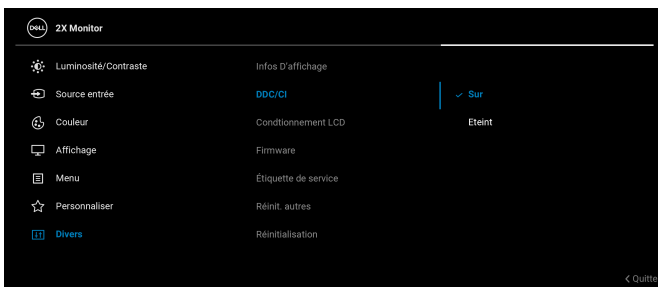 DELL 2X Monitor
Luminosité/Contraste Infos D'affichage
Source entrée DDC/CI Sur
Couleur Condtionnement LCD Eteint
Affichage Firmware
Menu Étiquette de service
Personnaliser Réinit. autres
Divers Réinitialisation
Quitte